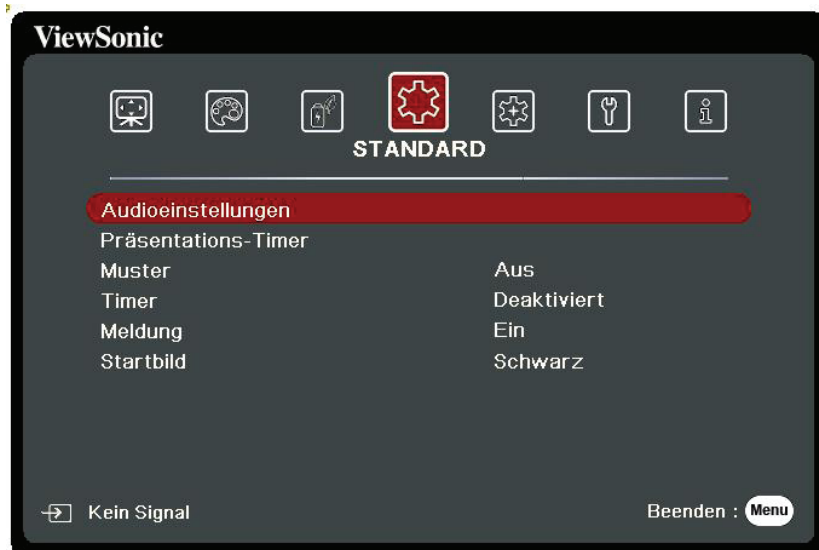 ViewSonic
STANDARD
Audioeinstellungen
Präsentations-Timer
Muster Aus
Timer Deaktiviert
Meldung Ein
Startbild Schwarz
Kein Signal Beenden : Menu